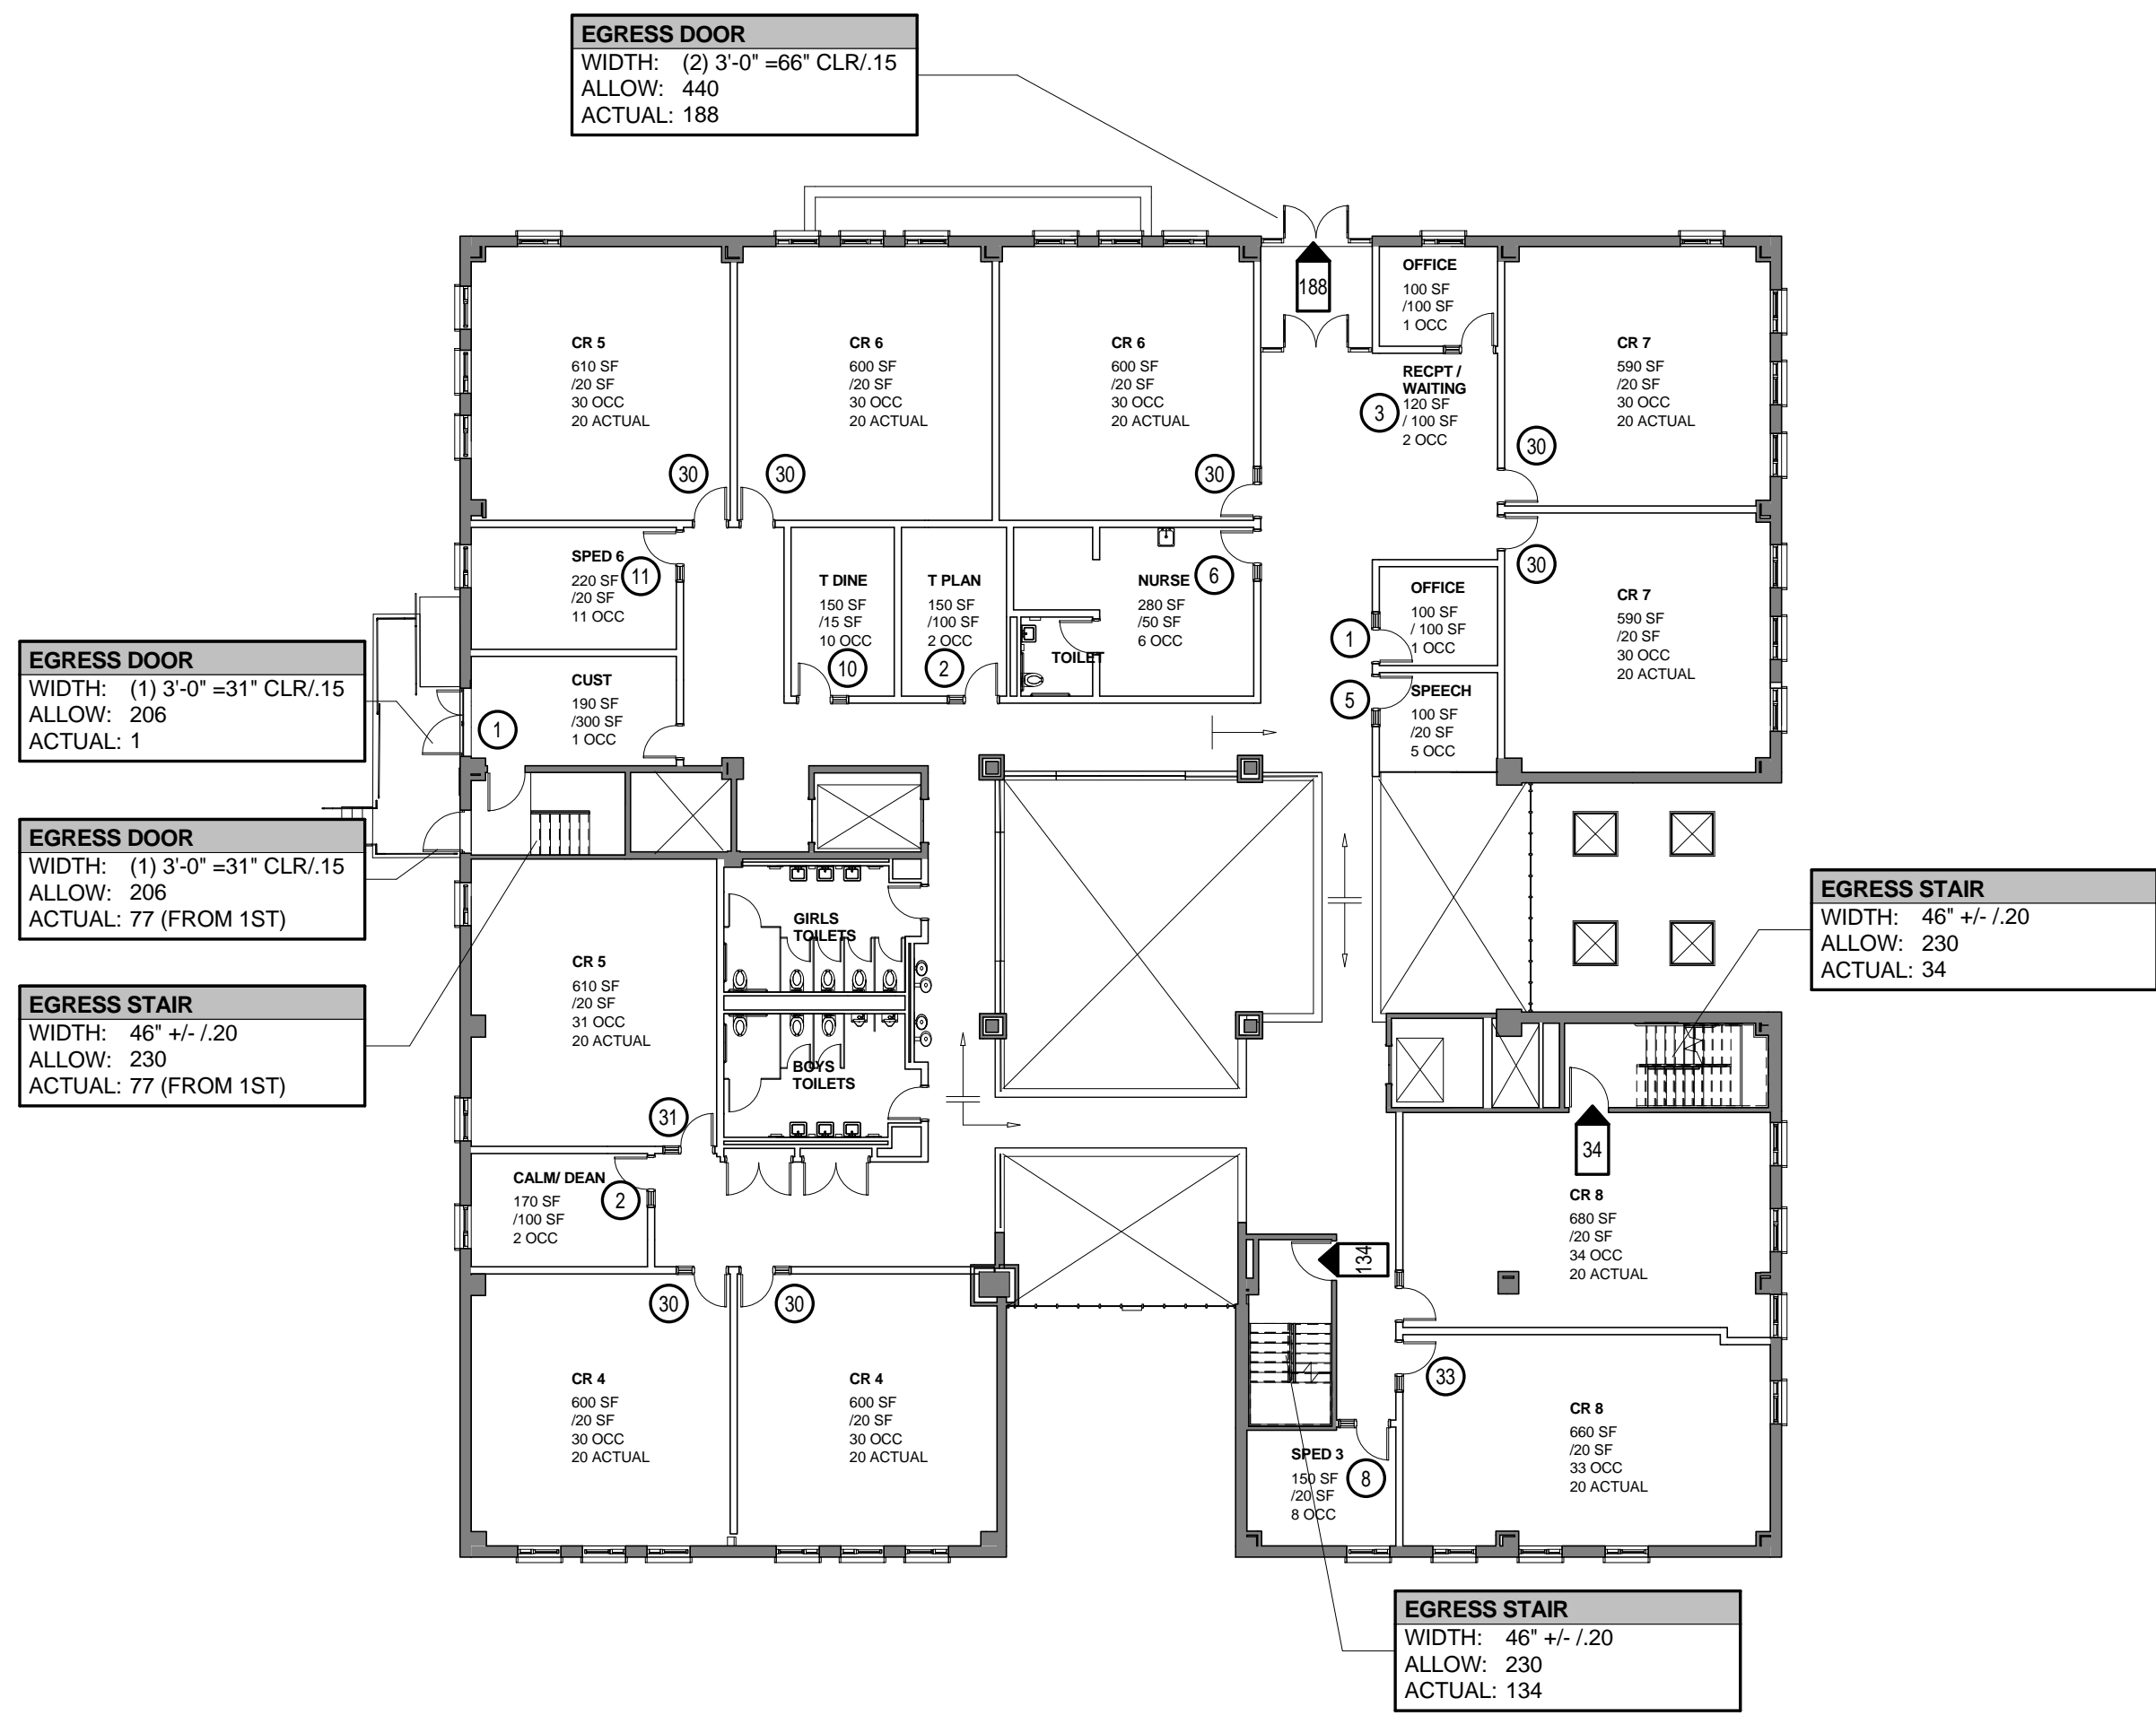 EGRESS DOOR
WIDTH: (2) 3'-0" =66" CLR/.15
ALLOW: 440
ACTUAL: 188
188
OFFICE
100 SF
/100 SF
1 OCC
CR 5
610 SF
/20 SF
30 OCC
20 ACTUAL
30
CR 6
600 SF
/20 SF
30 OCC
20 ACTUAL
30
CR 6
600 SF
/20 SF
30 OCC
20 ACTUAL
30
RECPT /
WAITING
120 SF
/ 100 SF
2 OCC
3
CR 7
590 SF
/20 SF
30 OCC
20 ACTUAL
30
SPED 6
220 SF
/20 SF
11 OCC
11
T DINE
150 SF
/15 SF
10 OCC
10
T PLAN
150 SF
/100 SF
2 OCC
2
TOILET
NURSE
280 SF
/50 SF
6 OCC
6
OFFICE
100 SF
/ 100 SF
1 OCC
1
30
CR 7
590 SF
/20 SF
30 OCC
20 ACTUAL
EGRESS DOOR
WIDTH: (1) 3'-0" =31" CLR/.15
ALLOW: 206
ACTUAL: 1
CUST
190 SF
/300 SF
1 OCC
1
SPEECH
100 SF
/20 SF
5 OCC
5
EGRESS DOOR
WIDTH: (1) 3'-0" =31" CLR/.15
ALLOW: 206
ACTUAL: 77 (FROM 1ST)
EGRESS STAIR
WIDTH: 46" +/- /.20
ALLOW: 230
ACTUAL: 34
GIRLS
TOILETS
CR 5
610 SF
/20 SF
31 OCC
20 ACTUAL
31
EGRESS STAIR
WIDTH: 46" +/- /.20
ALLOW: 230
ACTUAL: 77 (FROM 1ST)
BOYS
TOILETS
34
CALM/ DEAN
170 SF
/100 SF
2 OCC
2
CR 8
680 SF
/20 SF
34 OCC
20 ACTUAL
134
30
30
CR 4
600 SF
/20 SF
30 OCC
20 ACTUAL
CR 4
600 SF
/20 SF
30 OCC
20 ACTUAL
33
CR 8
660 SF
/20 SF
33 OCC
20 ACTUAL
SPED 3
150 SF
/20 SF
8 OCC
8
EGRESS STAIR
WIDTH: 46" +/- /.20
ALLOW: 230
ACTUAL: 134